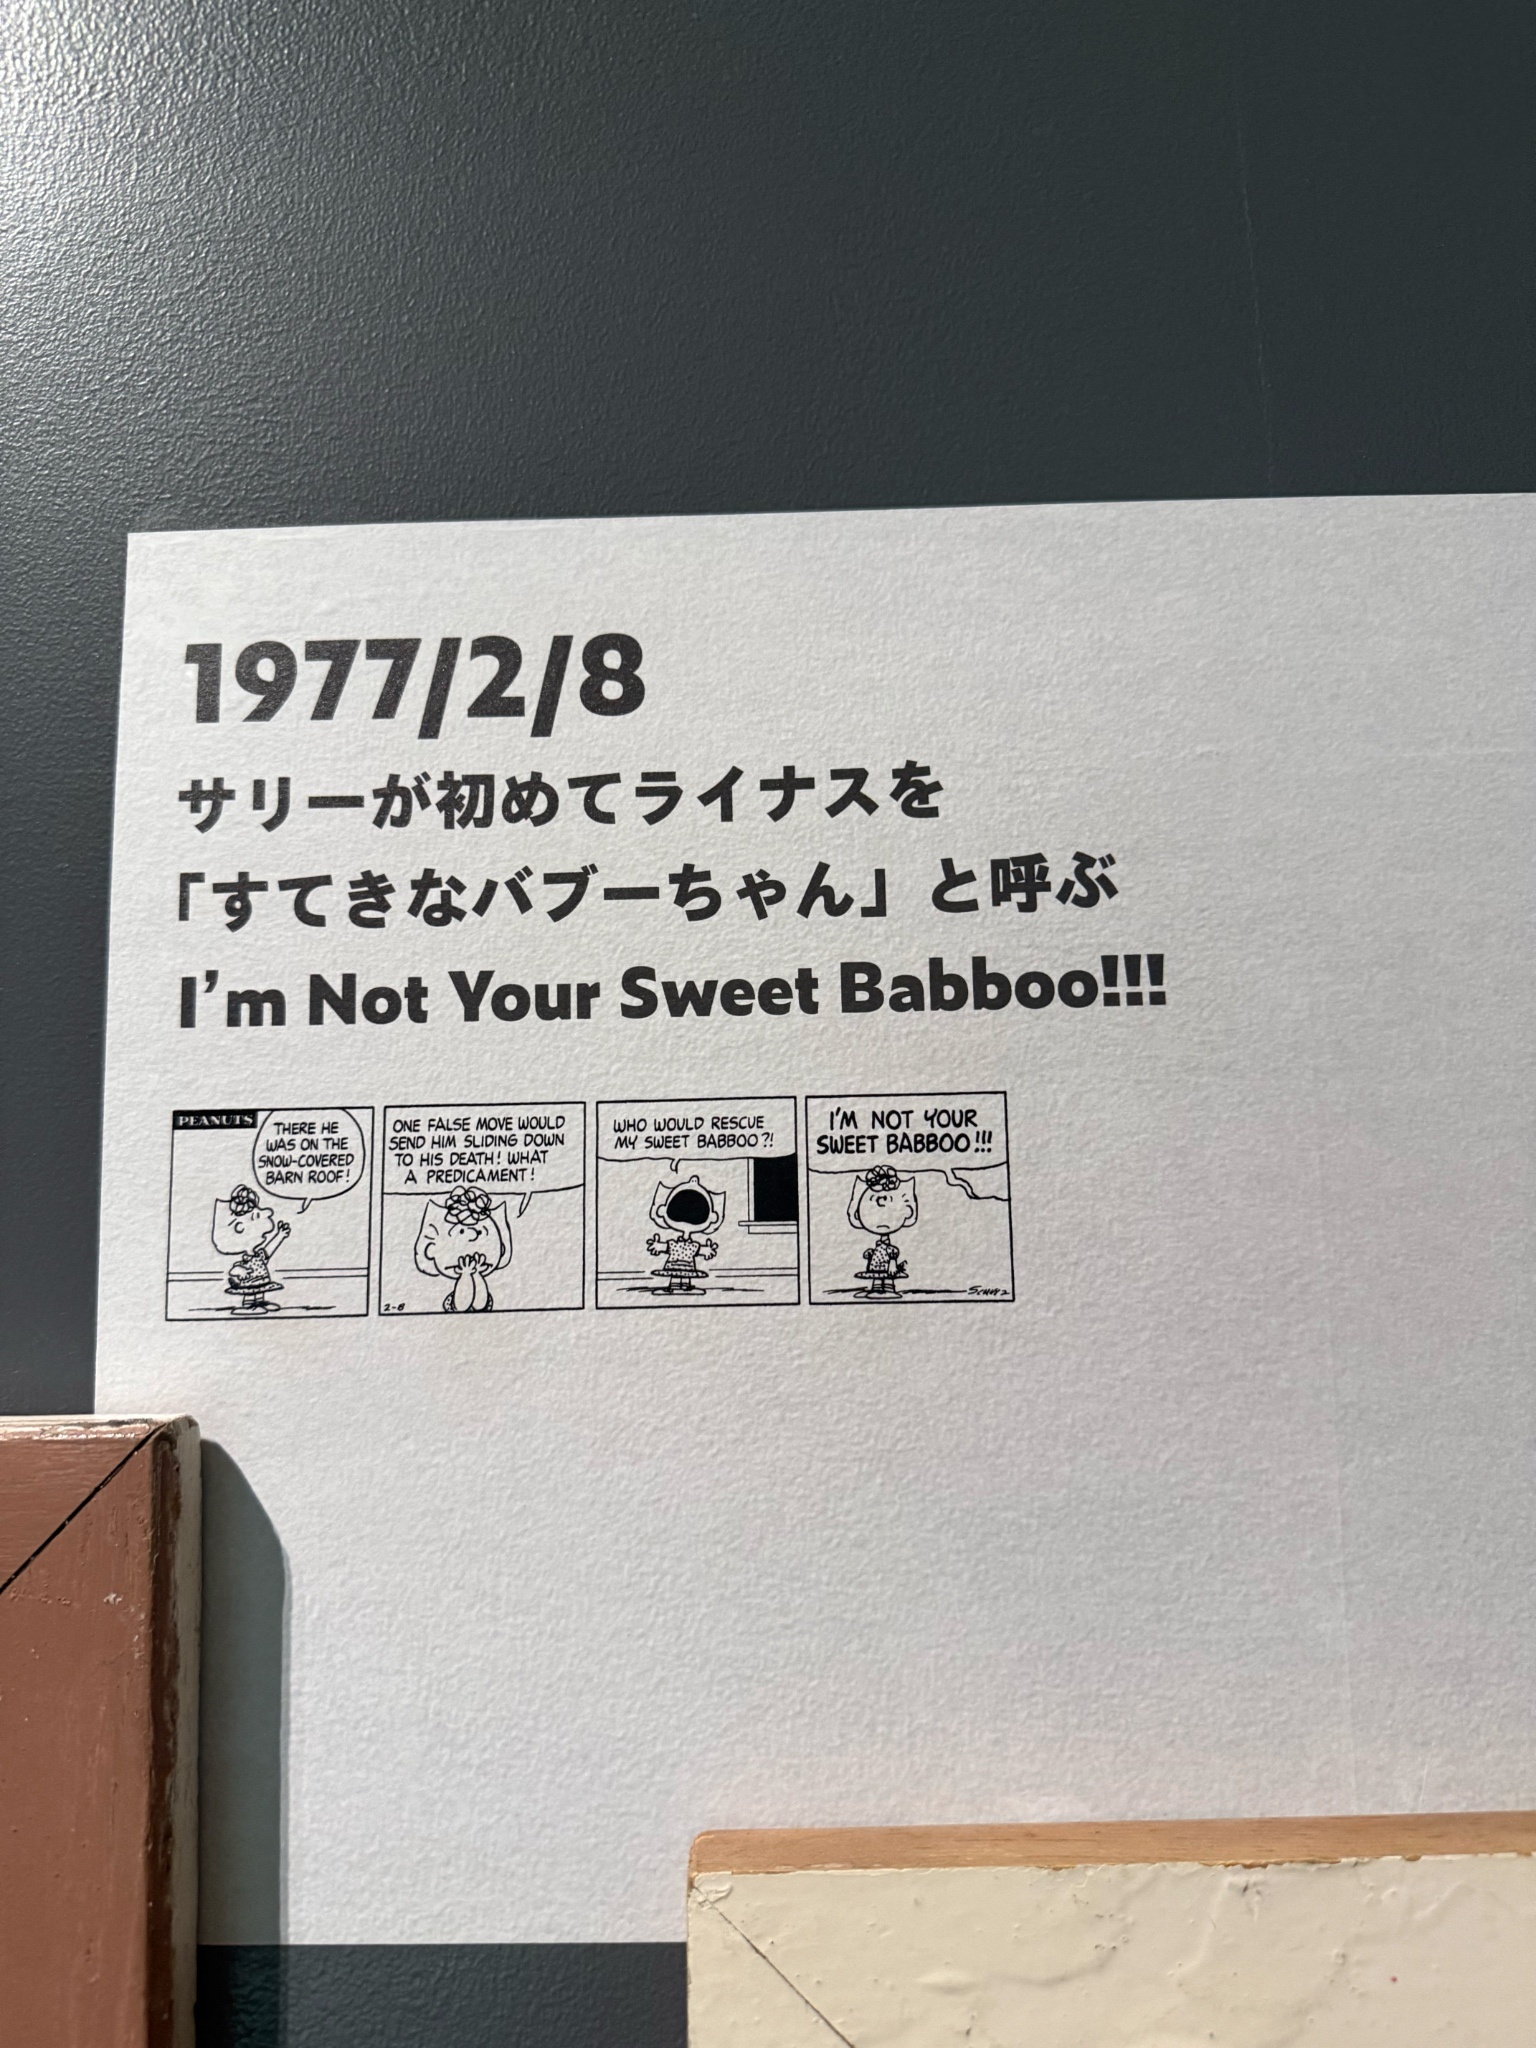 1977/2/8
サリーが初めてライナスを
「すてきなバブーちゃん」と呼ぶ
I'm Not Your Sweet Babboo!!!
PEANUTS
THERE HE
WAS ON THE
SNOW-COVERED
BARN ROOF!
ONE FALSE MOVE WOULD
SEND HIM SLIDING DOWN
TO HIS DEATH! WHAT
A PREDICAMENT!
2-8
WHO WOULD RESCUE
MY SWEET BABBOO?!
I'M NOT YOUR
SWEET BABBOO!!!
SCHULZ